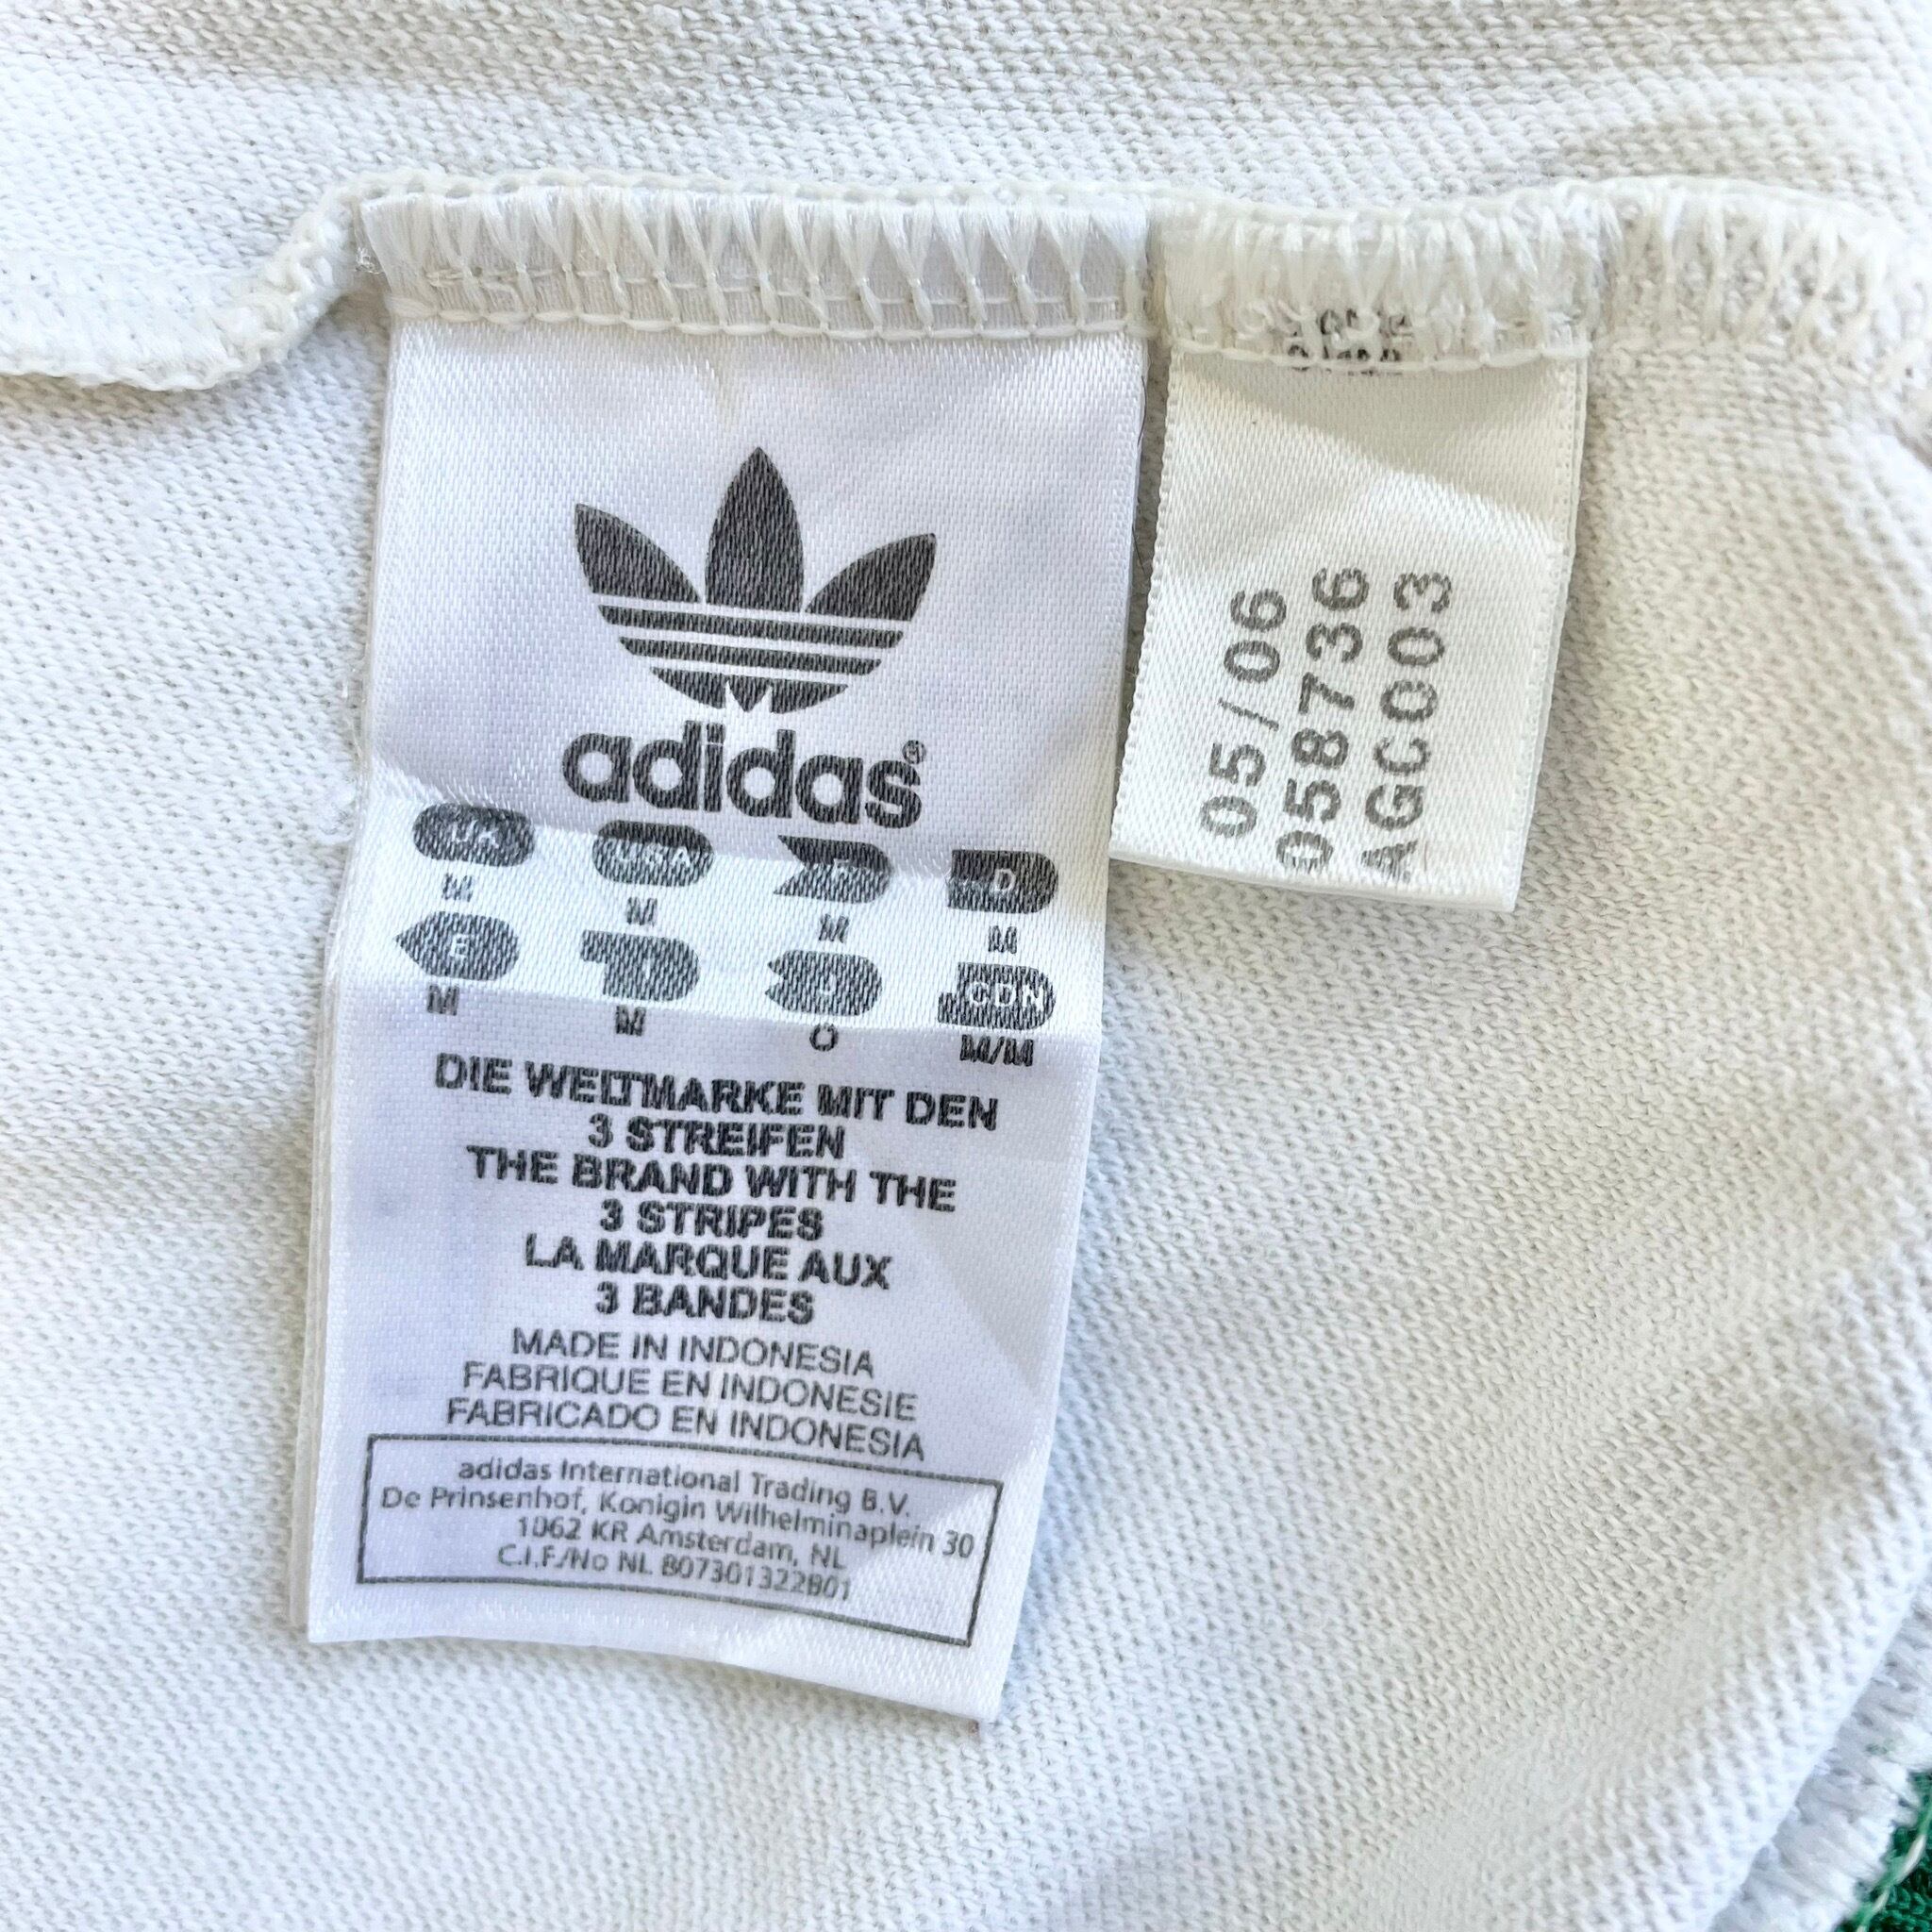 adidas®
UK USA F D
M M M M
E I J CDN
M M O M/M
DIE WELTMARKE MIT DEN
3 STREIFEN
THE BRAND WITH THE
3 STRIPES
LA MARQUE AUX
3 BANDES
MADE IN INDONESIA
FABRIQUE EN INDONESIE
FABRICADO EN INDONESIA
adidas International Trading B.V.
De Prinsenhof, Konigin Wilhelminaplein 30
1062 KR Amsterdam, NL
C.I.F./No NL 807301322B01
05/06
058736
AGC003